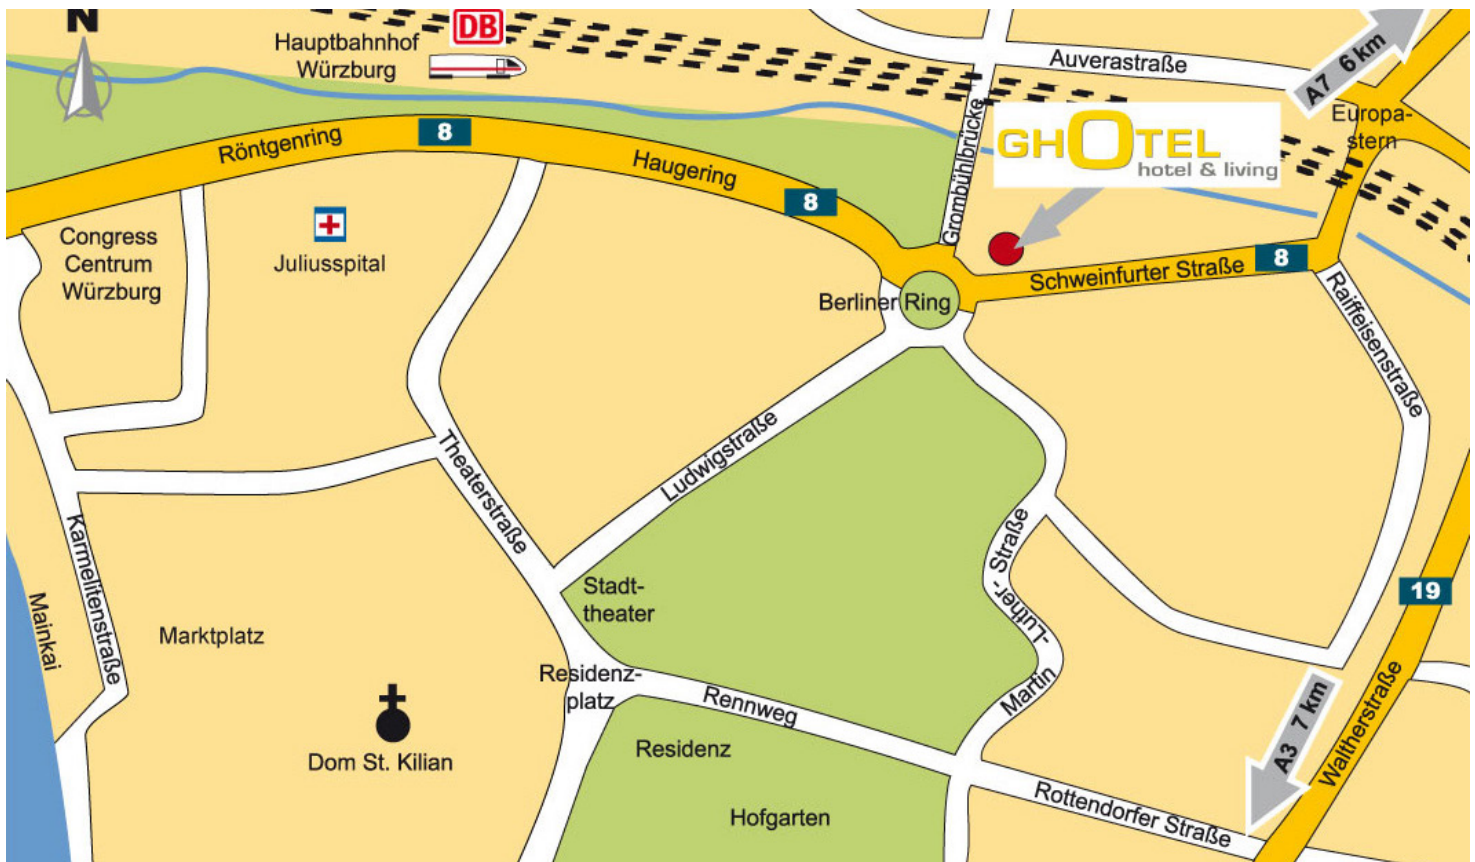 N
DB
Hauptbahnhof
Würzburg
Auverastraße
A7 6 km
Europa-
stern
GHOTEL
hotel & living
Grombühlbrücke
Röntgenring
8
Haugering
8
Congress
Centrum
Würzburg
Juliusspital
Schweinfurter Straße
8
Berliner Ring
Raiffeisenstraße
Ludwigstraße
Theaterstraße
Karmelitenstraße
Mainkai
Marktplatz
Stadt-
theater
Martin
-Luther-
Straße
19
Residenz-
platz
Rennweg
Dom St. Kilian
Residenz
Hofgarten
Rottendorfer Straße
A3 7 km
Waltherstraße